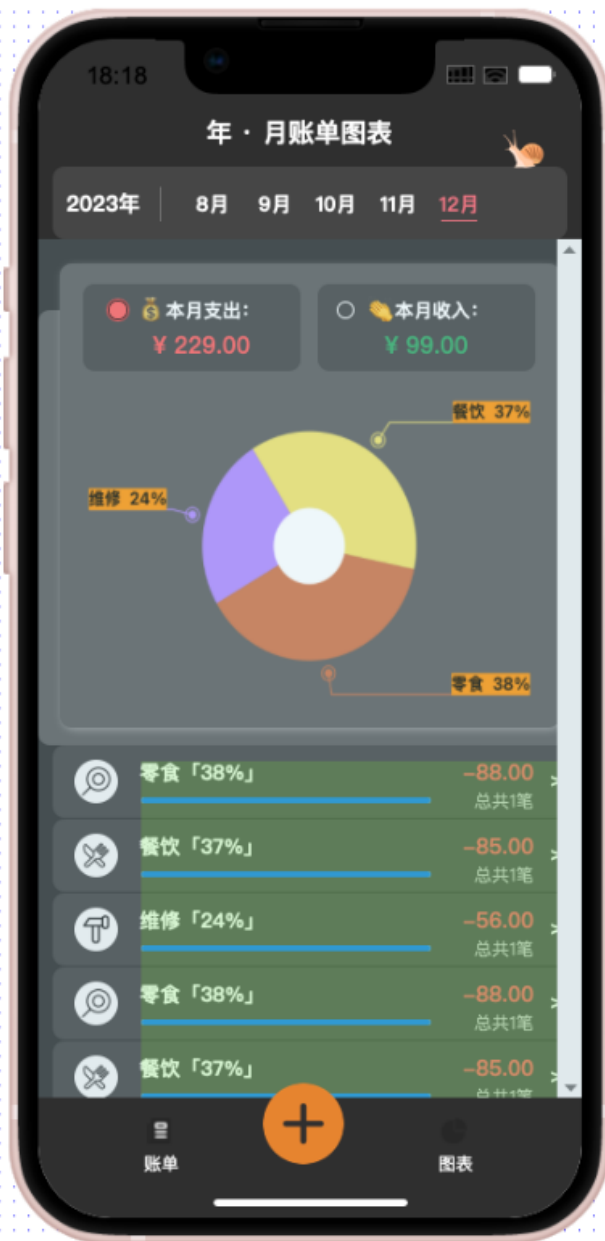 18:18
年 · 月账单图表
2023年 8月 9月 10月 11月 12月
本月支出：
¥ 229.00
本月收入：
¥ 99.00
餐饮 37%
维修 24%
零食 38%
零食「38%」 -88.00
总共1笔
餐饮「37%」 -85.00
总共1笔
维修「24%」 -56.00
总共1笔
零食「38%」 -88.00
总共1笔
餐饮「37%」 -85.00
总共1笔
账单
图表